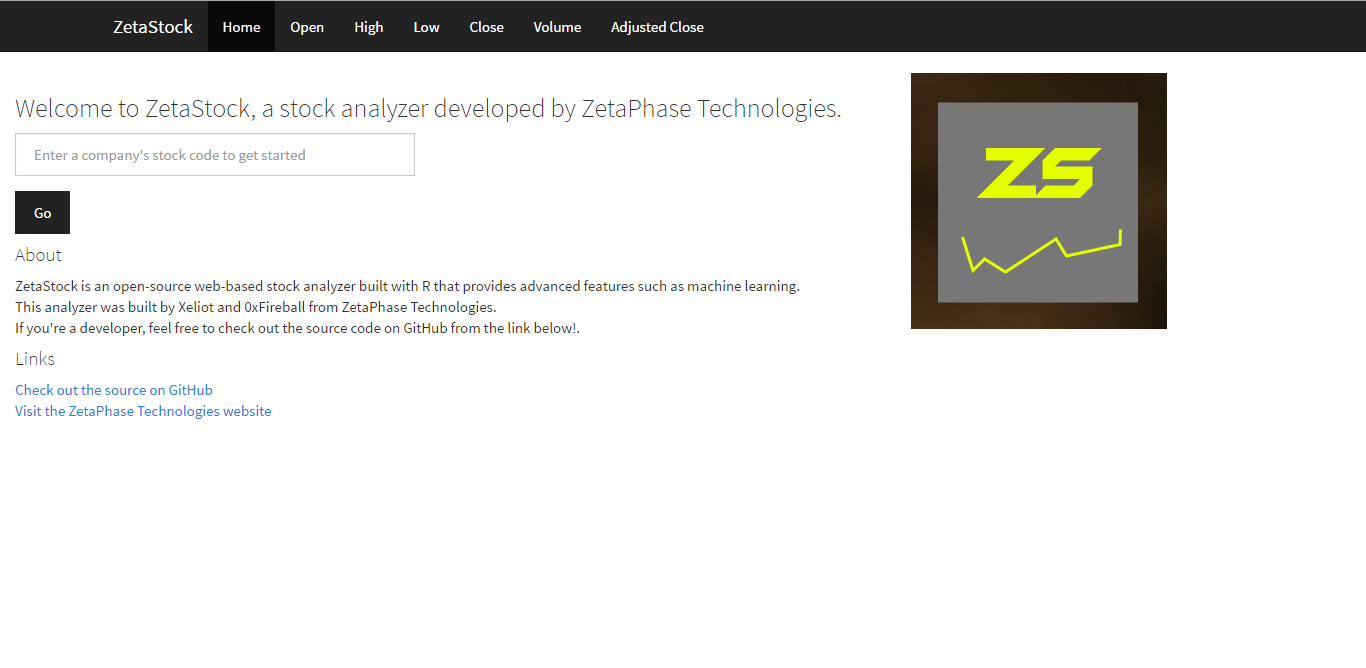 ZetaStock Home Open High Low Close Volume Adjusted Close
Welcome to ZetaStock, a stock analyzer developed by ZetaPhase Technologies.
Enter a company's stock code to get started
Go
About
ZetaStock is an open-source web-based stock analyzer built with R that provides advanced features such as machine learning.
This analyzer was built by Xeliot and 0xFireball from ZetaPhase Technologies.
If you're a developer, feel free to check out the source code on GitHub from the link below!.
Links
Check out the source on GitHub
Visit the ZetaPhase Technologies website
ZS